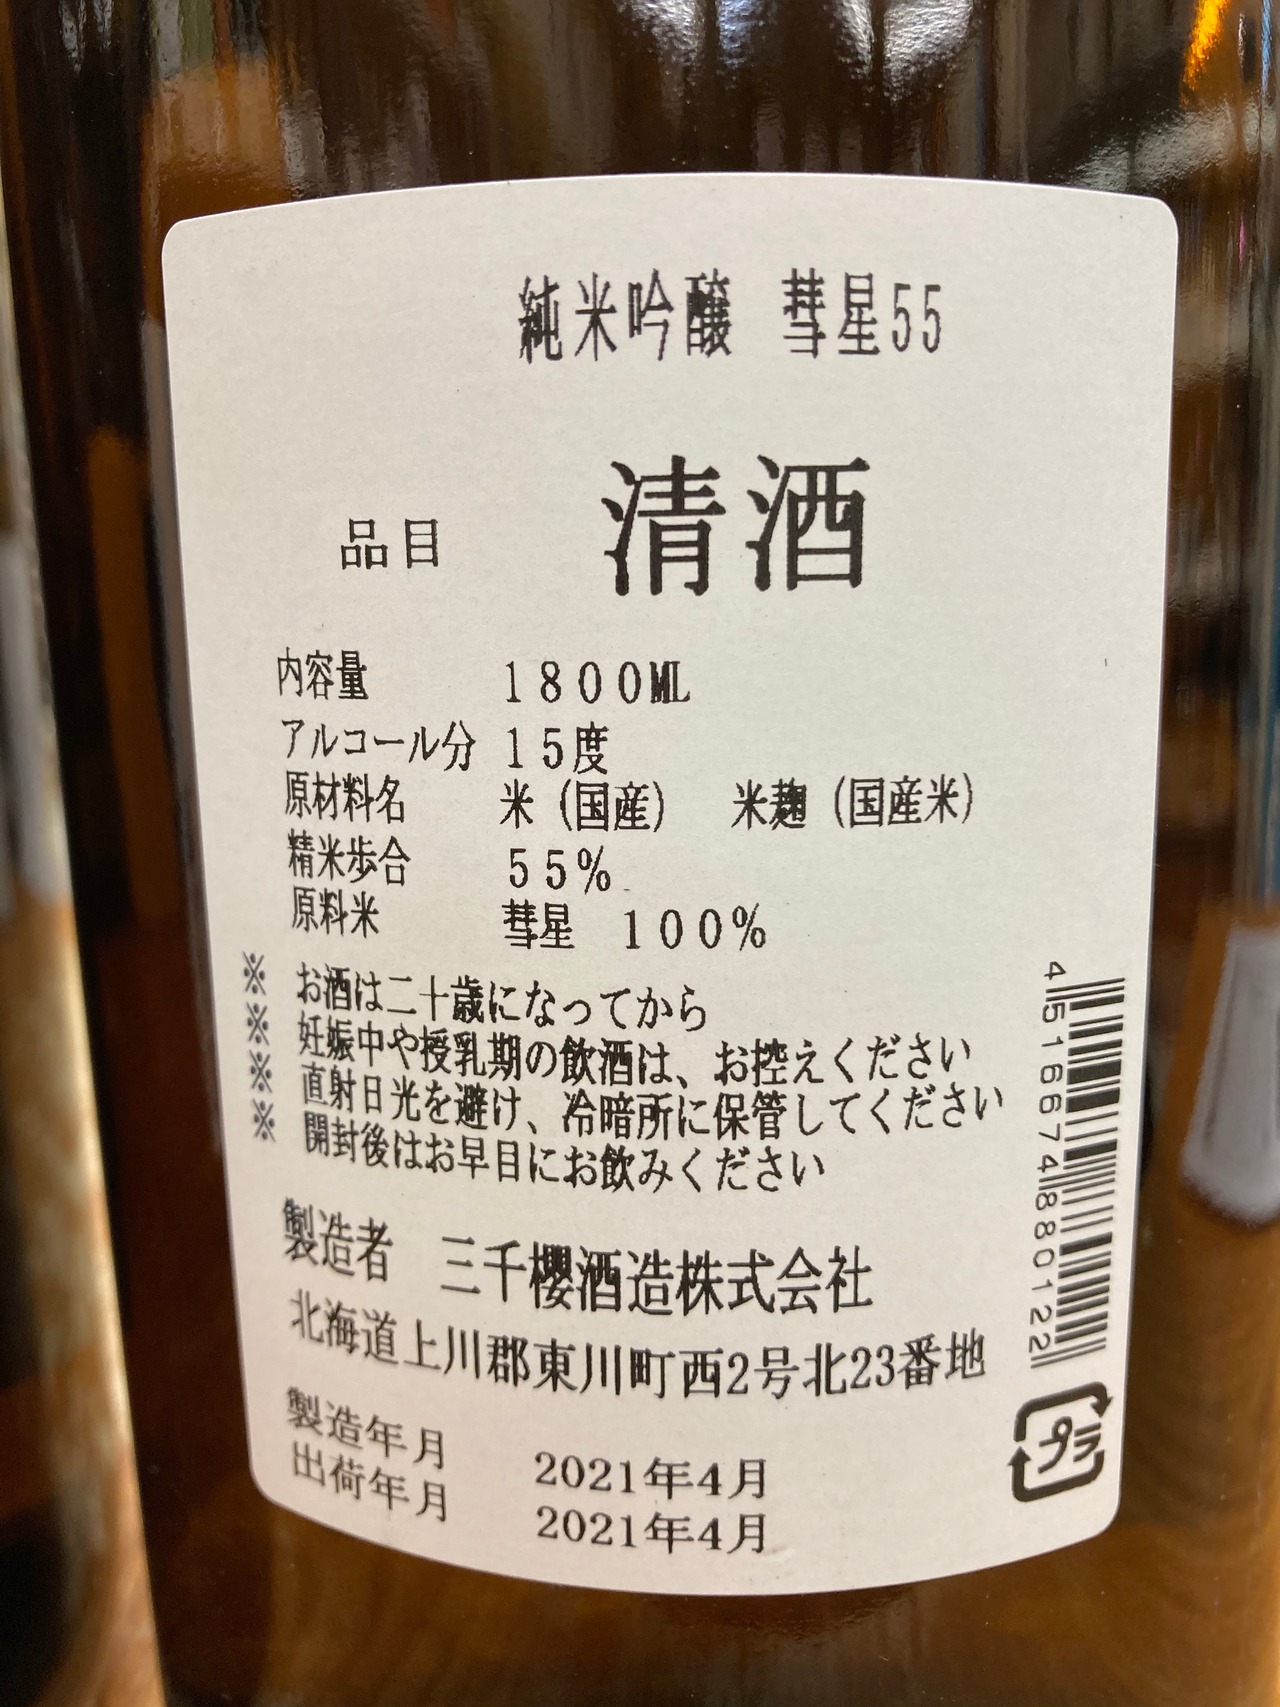 純米吟醸 彗星55
品目 清酒
内容量 1800ML
アルコール分 15度
原材料名 米（国産） 米麹（国産米）
精米歩合 55%
原料米 彗星 100%
※ お酒は二十歳になってから
※ 妊娠中や授乳期の飲酒は、お控えください
※ 直射日光を避け、冷暗所に保管してください
※ 開封後はお早目にお飲みください
製造者 三千櫻酒造株式会社
北海道上川郡東川町西2号北23番地
製造年月 2021年4月
出荷年月 2021年4月
4516674880122
プラ